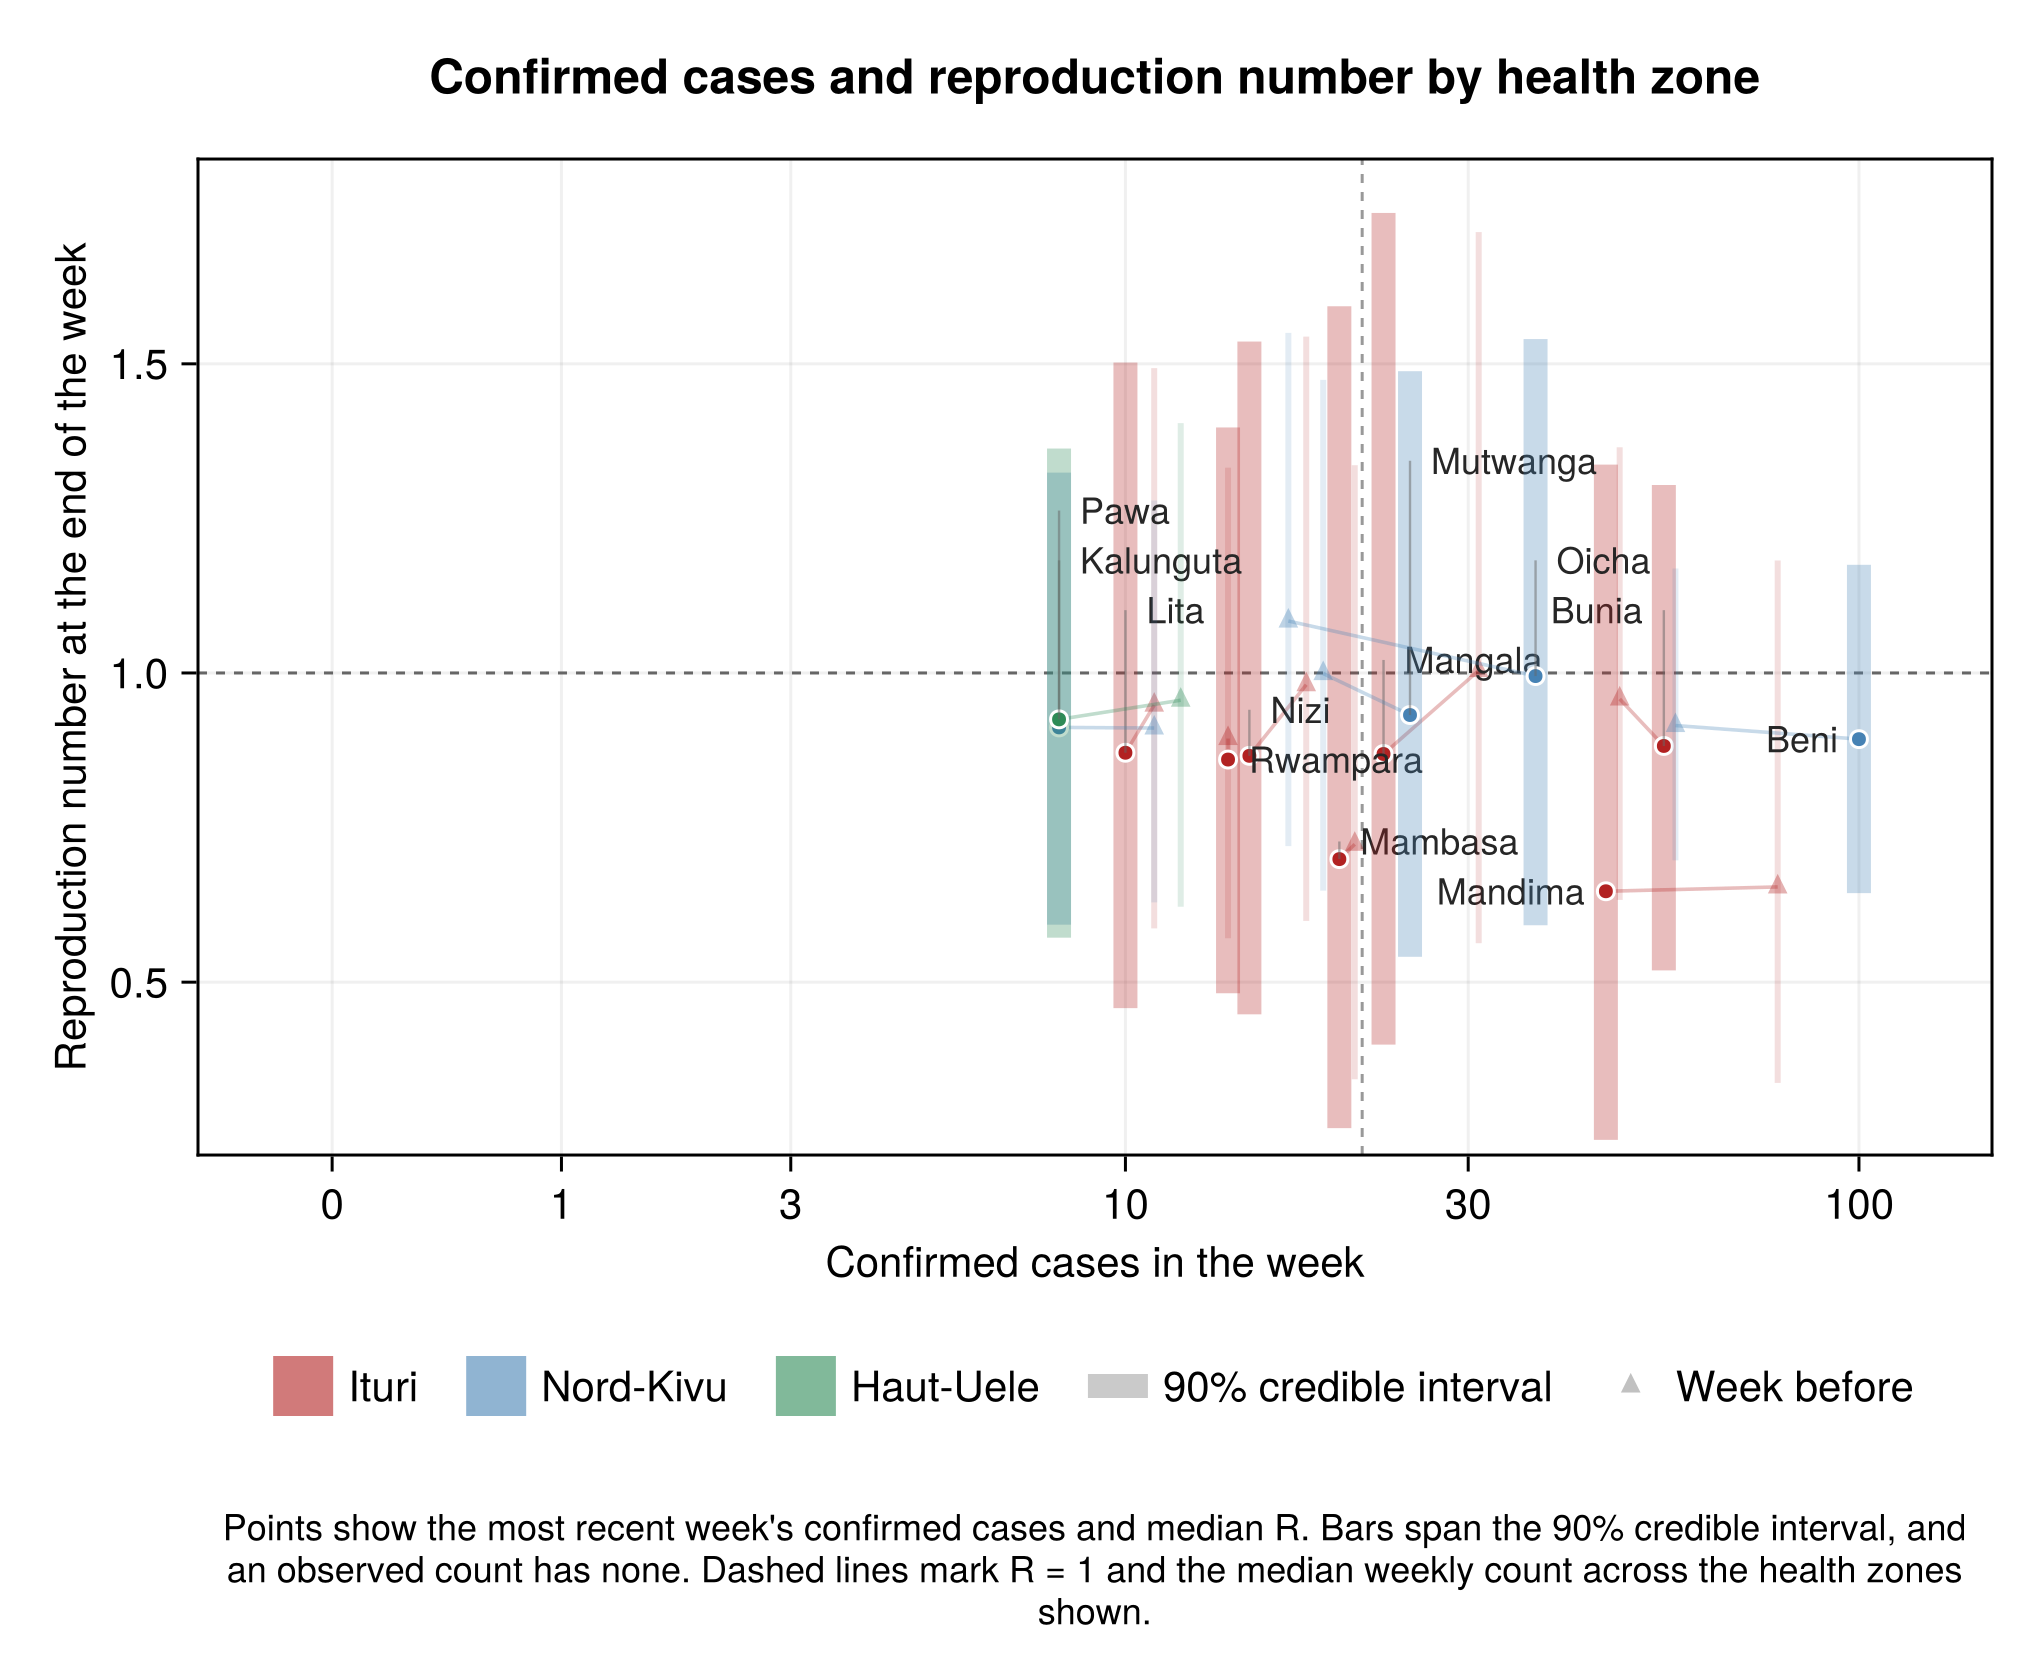 Confirmed cases and reproduction number by health zone
Reproduction number at the end of the week
1.5
1.0
0.5
Mutwanga
Pawa
Kalunguta
Oicha
Lita
Bunia
Mangala
Nizi
Beni
Rwampara
Mambasa
Mandima
0 1 3 10 30 100
Confirmed cases in the week
Ituri Nord-Kivu Haut-Uele 90% credible interval Week before
Points show the most recent week's confirmed cases and median R. Bars span the 90% credible interval, and
an observed count has none. Dashed lines mark R = 1 and the median weekly count across the health zones
shown.